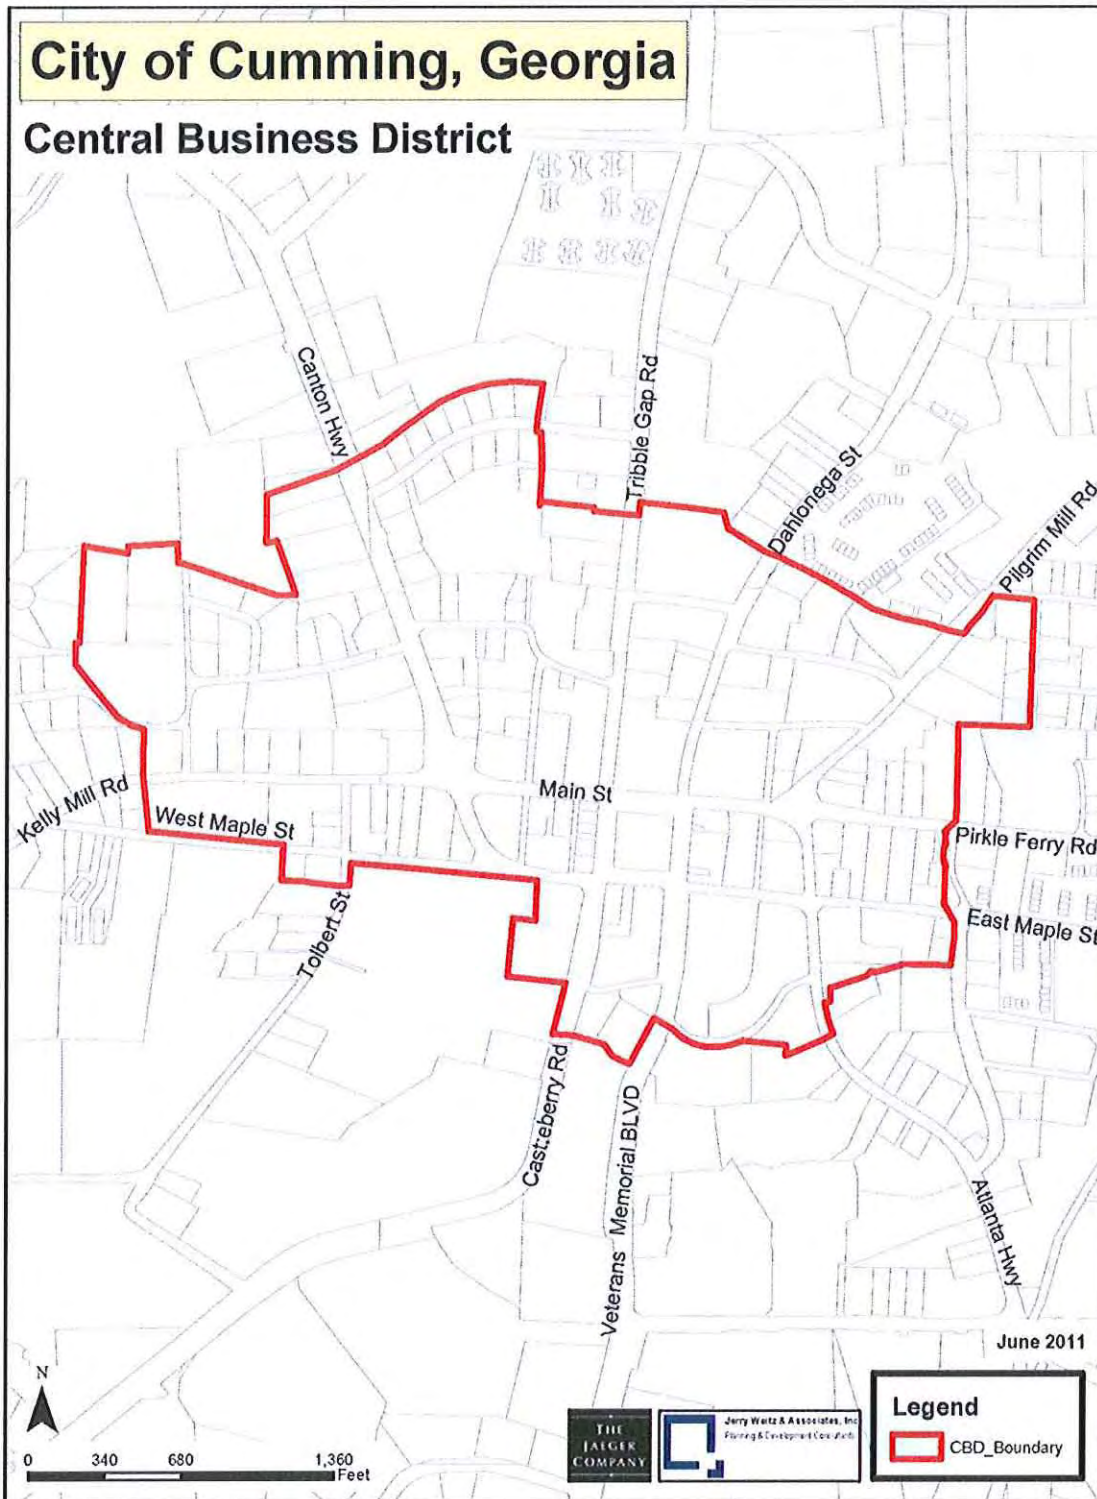 City of Cumming, Georgia
Central Business District
Canton Hwy
Tribble Gap Rd
Dahlonega St
Pilgrim Mill Rd
Main St
Kelly Mill Rd
West Maple St
Pirkle Ferry Rd
East Maple St
Tolbert St
Castleberry Rd
Veterans Memorial BLVD
Atlanta Hwy
June 2011
N
0 340 680 1,360
Feet
THE
JAEGER
COMPANY
Jerry Weitz & Associates, Inc
Planning & Development Consultants
Legend
CBD_Boundary